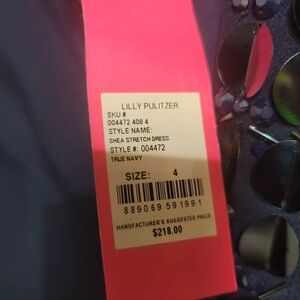 LILLY PULITZER
SKU #
004472 408 4
STYLE NAME:
SHEA STRETCH DRESS
STYLE #: 004472
TRUE NAVY
SIZE: 4
889069 591991
MANUFACTURER'S SUGGESTED PRICE
$218.00